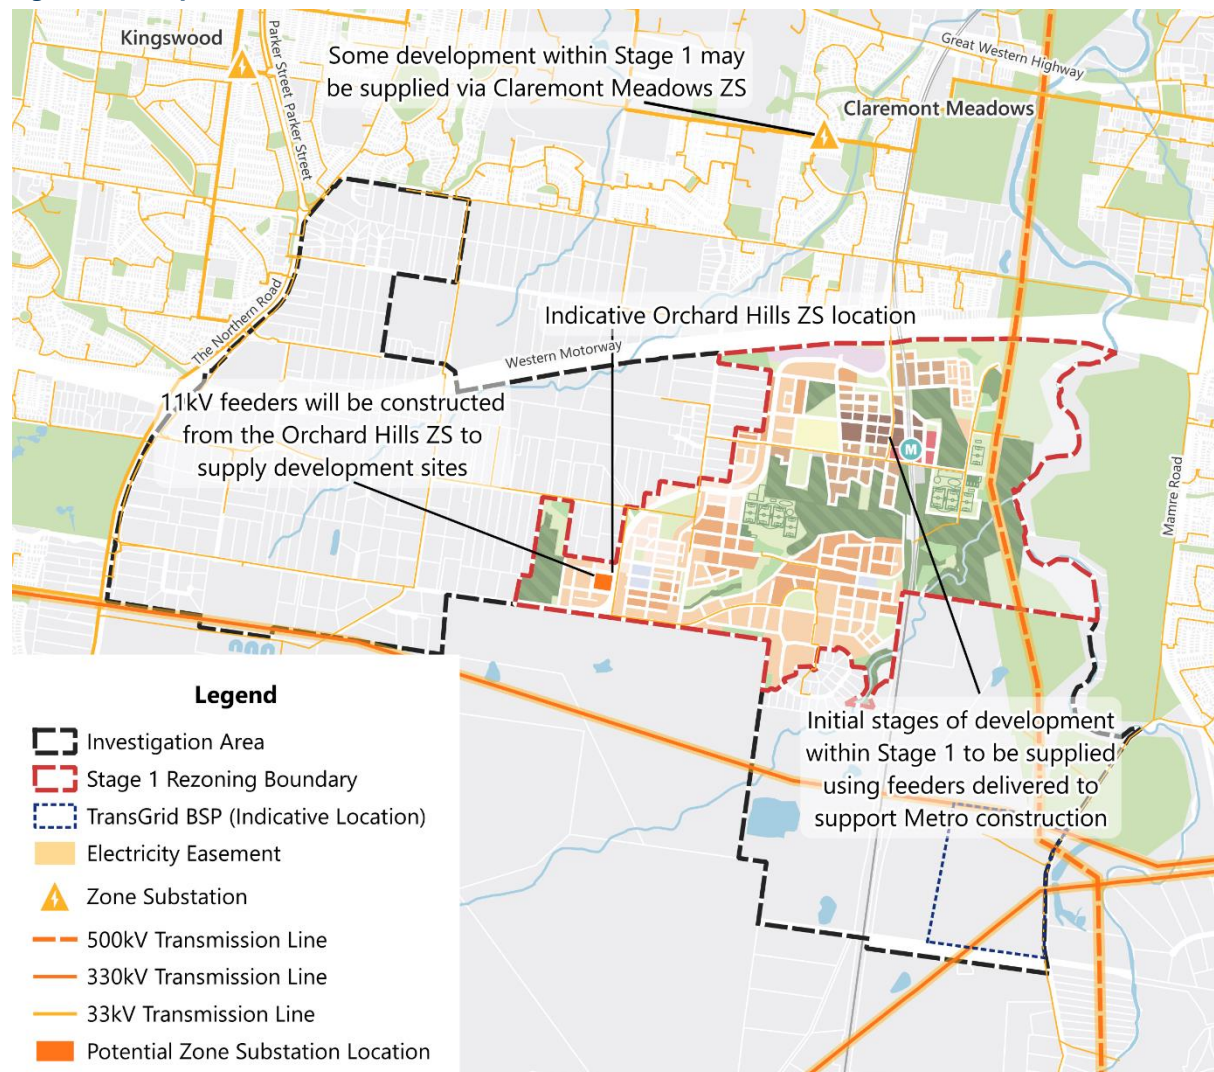 Kingswood
Parker Street
Parker Street
Some development within Stage 1 may
be supplied via Claremont Meadows ZS
Great Western Highway
Claremont Meadows
The Northern Road
Indicative Orchard Hills ZS location
Western Motorway
11kV feeders will be constructed
from the Orchard Hills ZS to
supply development sites
M
Mamre Road
Initial stages of development
within Stage 1 to be supplied
using feeders delivered to
support Metro construction
Legend
Investigation Area
Stage 1 Rezoning Boundary
TransGrid BSP (Indicative Location)
Electricity Easement
Zone Substation
500kV Transmission Line
330kV Transmission Line
33kV Transmission Line
Potential Zone Substation Location